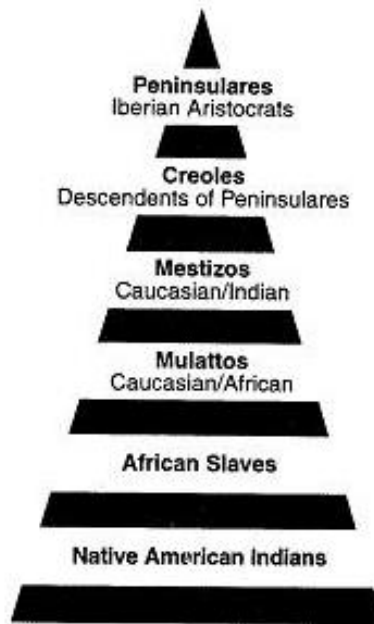 Peninsulares
Iberian Aristocrats
Creoles
Descendents of Peninsulares
Mestizos
Caucasian/Indian
Mulattos
Caucasian/African
African Slaves
Native American Indians